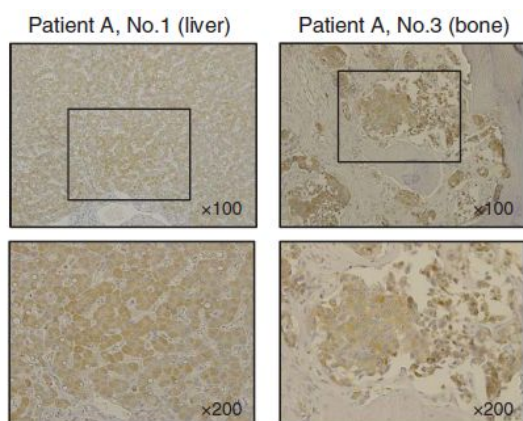 Patient A, No.1 (liver)
Patient A, No.3 (bone)
×100
×100
×200
×200